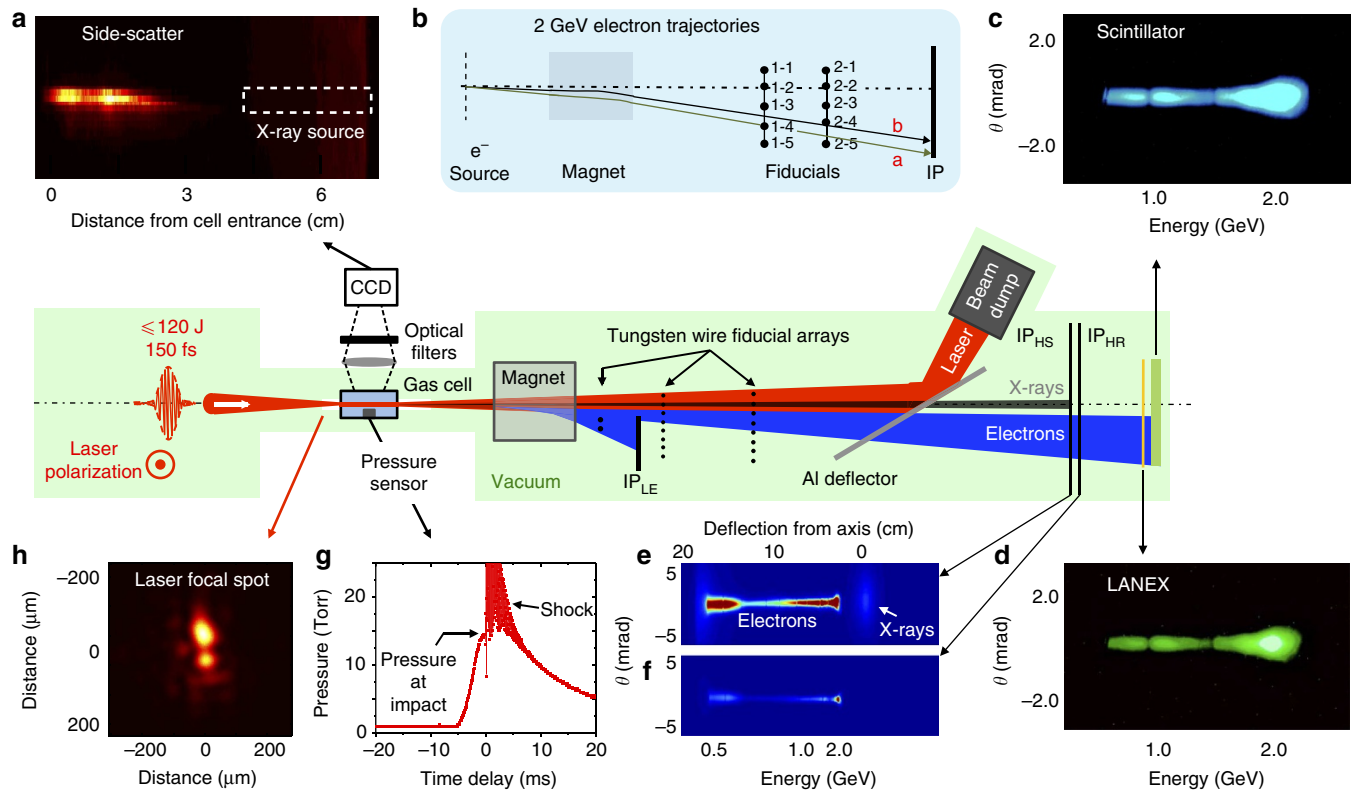 a
Side-scatter
X-ray source
0 3 6
Distance from cell entrance (cm)
b
2 GeV electron trajectories
1-1 2-1
1-2 2-2
1-3 2-3
1-4 2-4
1-5 2-5
b
a
e–
Source
Magnet
Fiducials
IP
c
Scintillator
2.0
–2.0
θ (mrad)
1.0 2.0
Energy (GeV)
⩽120 J
150 fs
Laser
polarization
CCD
Optical
filters
Gas cell
Pressure
sensor
Magnet
Vacuum
Tungsten wire fiducial arrays
IPLE
Laser
Beam
dump
Al deflector
IPHS
IPHR
X-rays
Electrons
h
Laser focal spot
–200
0
200
Distance (μm)
–200 0 200
Distance (μm)
g
Pressure (Torr)
20
10
0
Shock
Pressure
at
impact
–20 –10 0 10 20
Time delay (ms)
Deflection from axis (cm)
20 10 0
e
5
–5
Electrons
X-rays
θ (mrad)
f
5
–5
0.5 1.0 2.0
Energy (GeV)
d
LANEX
2.0
–2.0
θ (mrad)
1.0 2.0
Energy (GeV)